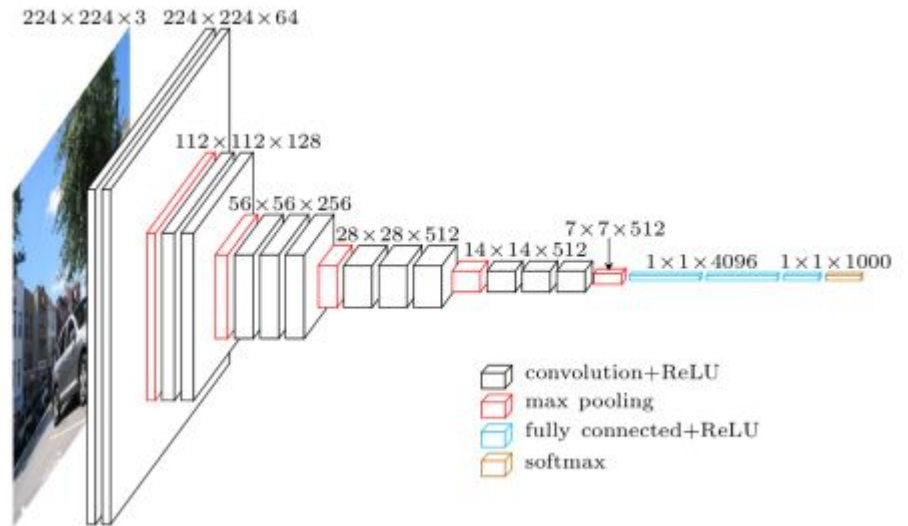 224×224×3 224×224×64
112×112×128
56×56×256
28×28×512
14×14×512
7×7×512
1×1×4096 1×1×1000
convolution+ReLU
max pooling
fully connected+ReLU
softmax